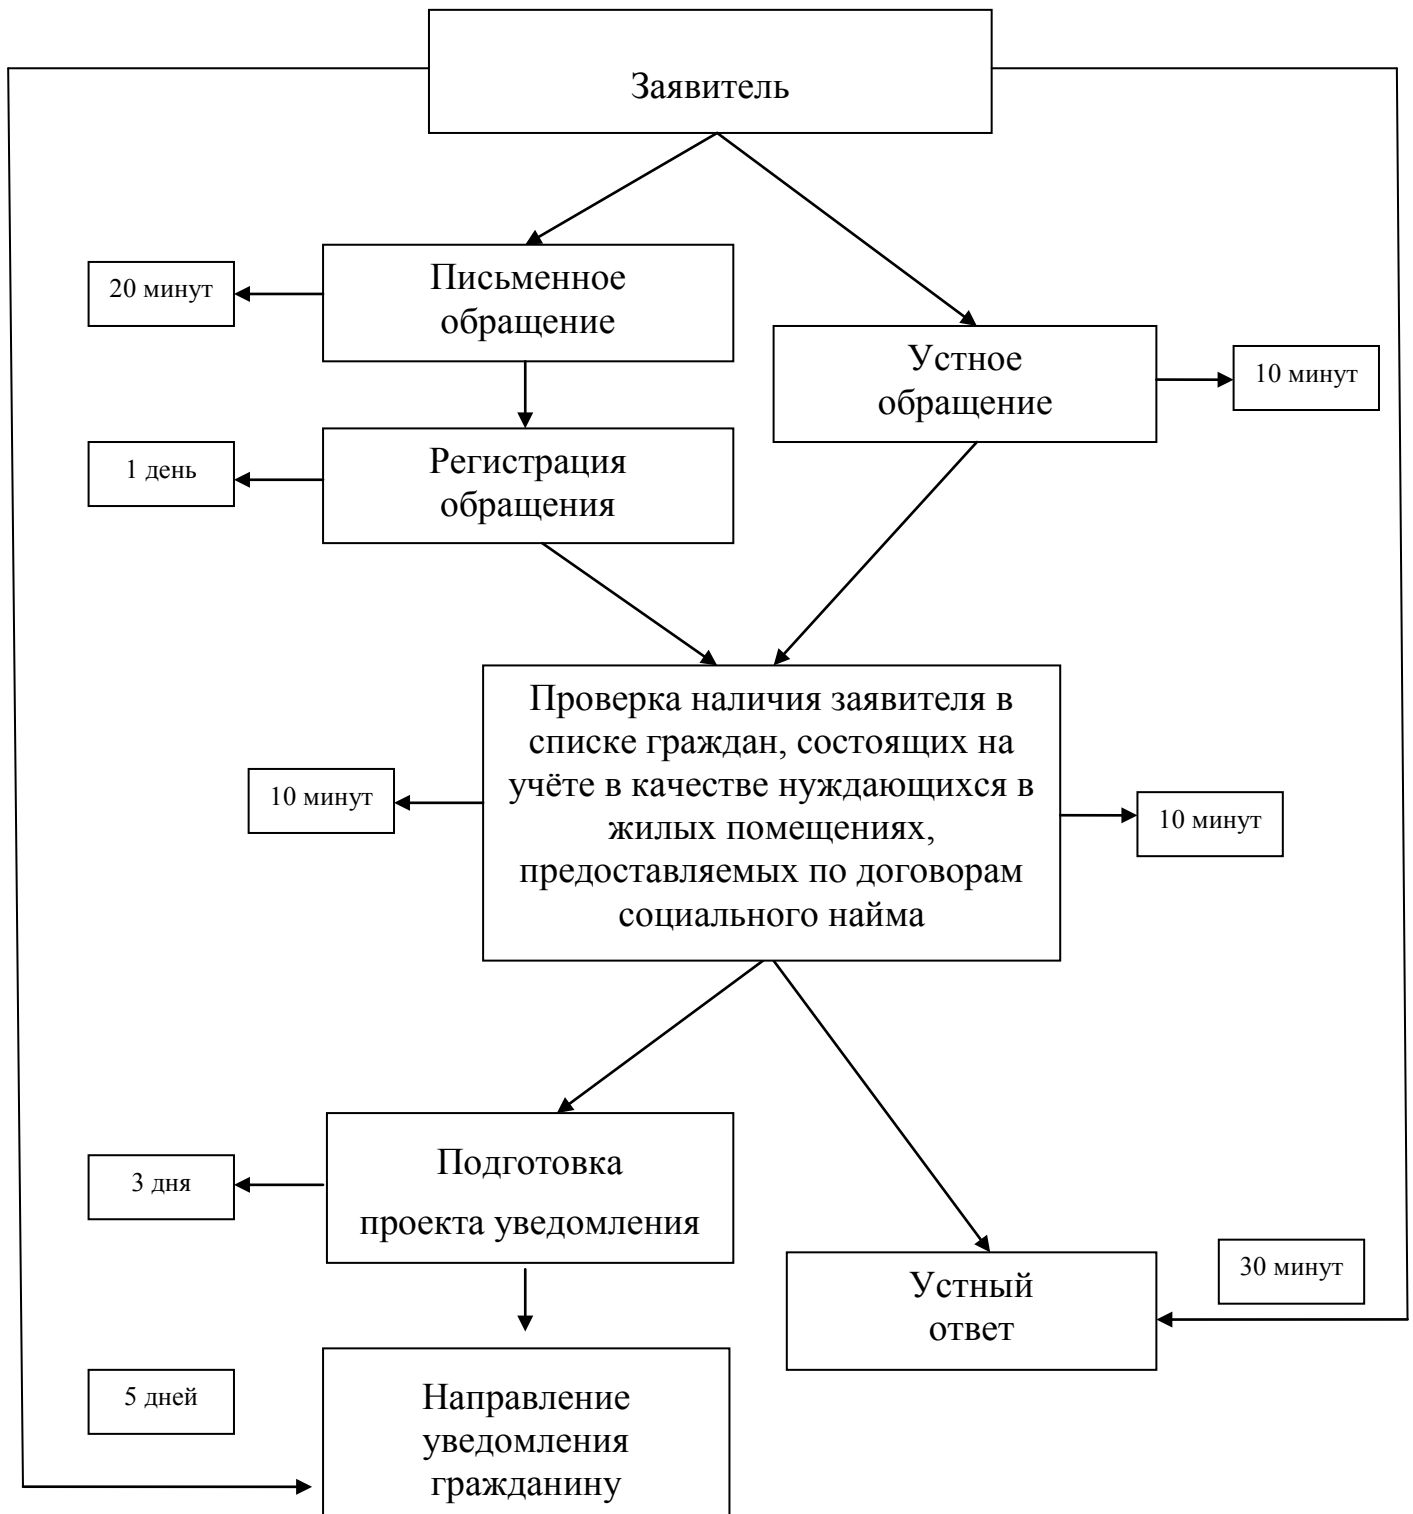 Заявитель
Письменное
обращение
20 минут
Устное
обращение
10 минут
Регистрация
обращения
1 день
Проверка наличия заявителя в
списке граждан, состоящих на
учёте в качестве нуждающихся в
жилых помещениях,
предоставляемых по договорам
социального найма
10 минут
10 минут
Подготовка
проекта уведомления
3 дня
Устный
ответ
30 минут
Направление
уведомления
гражданину
5 дней